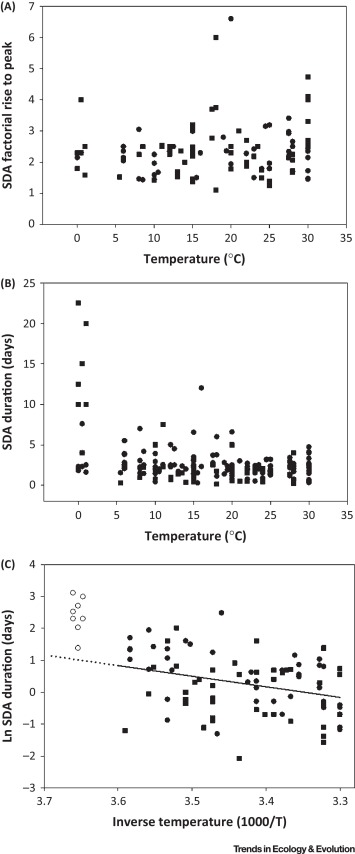 (A)
7
6
5
4
3
2
1
0
SDA factorial rise to peak
0 5 10 15 20 25 30 35
Temperature (°C)
(B)
25
20
15
10
5
0
SDA duration (days)
0 5 10 15 20 25 30 35
Temperature (°C)
(C)
4
3
2
1
0
−1
−2
−3
Ln SDA duration (days)
3.7 3.6 3.5 3.4 3.3
Inverse temperature (1000/T)
Trends in Ecology & Evolution